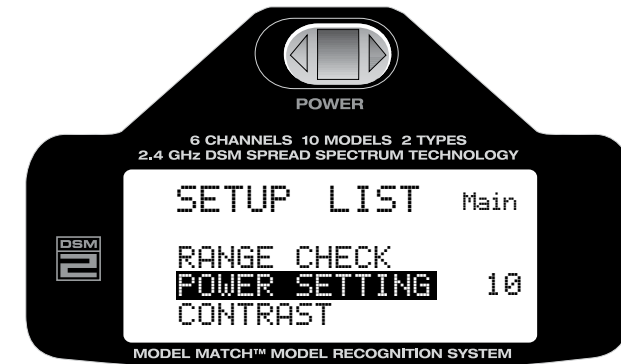 POWER
6 CHANNELS 10 MODELS 2 TYPES
2.4 GHz DSM SPREAD SPECTRUM TECHNOLOGY
SETUP LIST Main
DSM
2
RANGE CHECK
POWER SETTING 10
CONTRAST
MODEL MATCH™ MODEL RECOGNITION SYSTEM